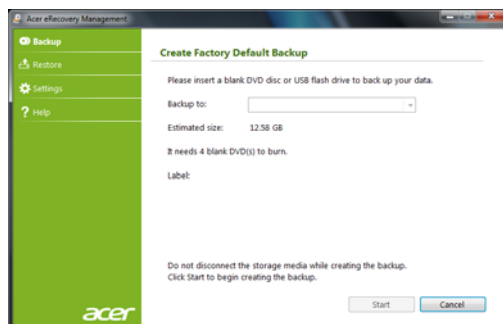 Acer eRecovery Management
Backup
Restore
Settings
Help
Create Factory Default Backup
Please insert a blank DVD disc or USB flash drive to back up your data.
Backup to:
Estimated size: 12.58 GB
It needs 4 blank DVD(s) to burn.
Label:
Do not disconnect the storage media while creating the backup.
Click Start to begin creating the backup.
Start Cancel
acer